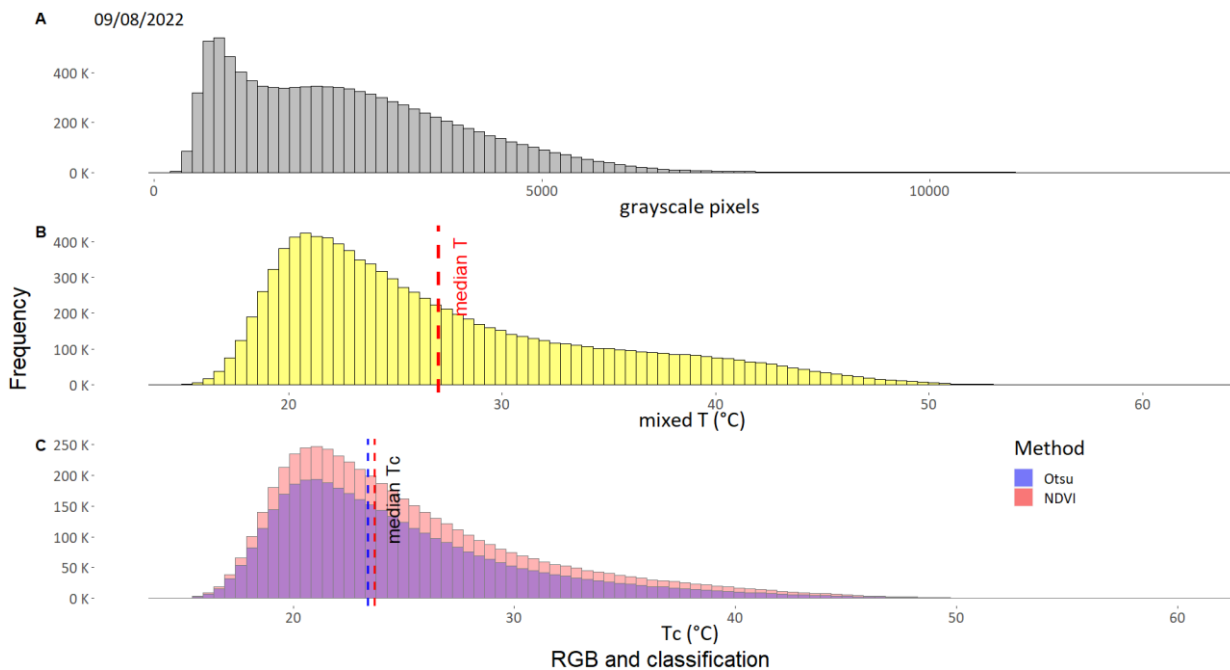 A 09/08/2022
400 K
200 K
0 K
0 5000 10000
grayscale pixels
B
400 K
300 K
200 K
100 K
0 K
median T
20 30 40 50 60
mixed T (°C)
Frequency
C
250 K
200 K
150 K
100 K
50 K
0 K
median Tc
Method
Otsu
NDVI
20 30 40 50 60
Tc (°C)
RGB and classification